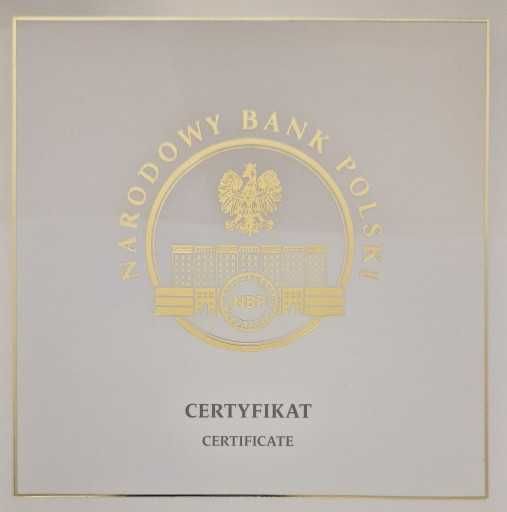 NARODOWY BANK POLSKI
NBP
CERTYFIKAT
CERTIFICATE